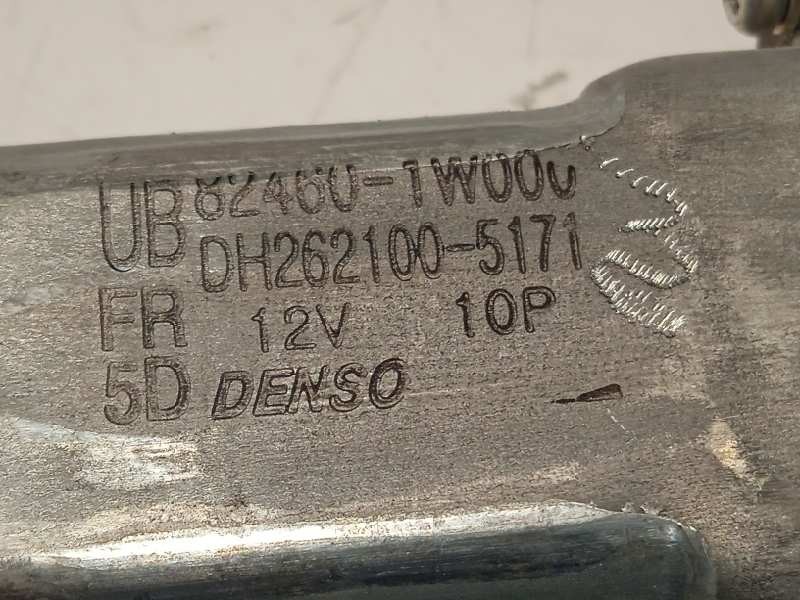 UB 82460-1W000
DH262100-5171
FR 12V 10P
5D DENSO